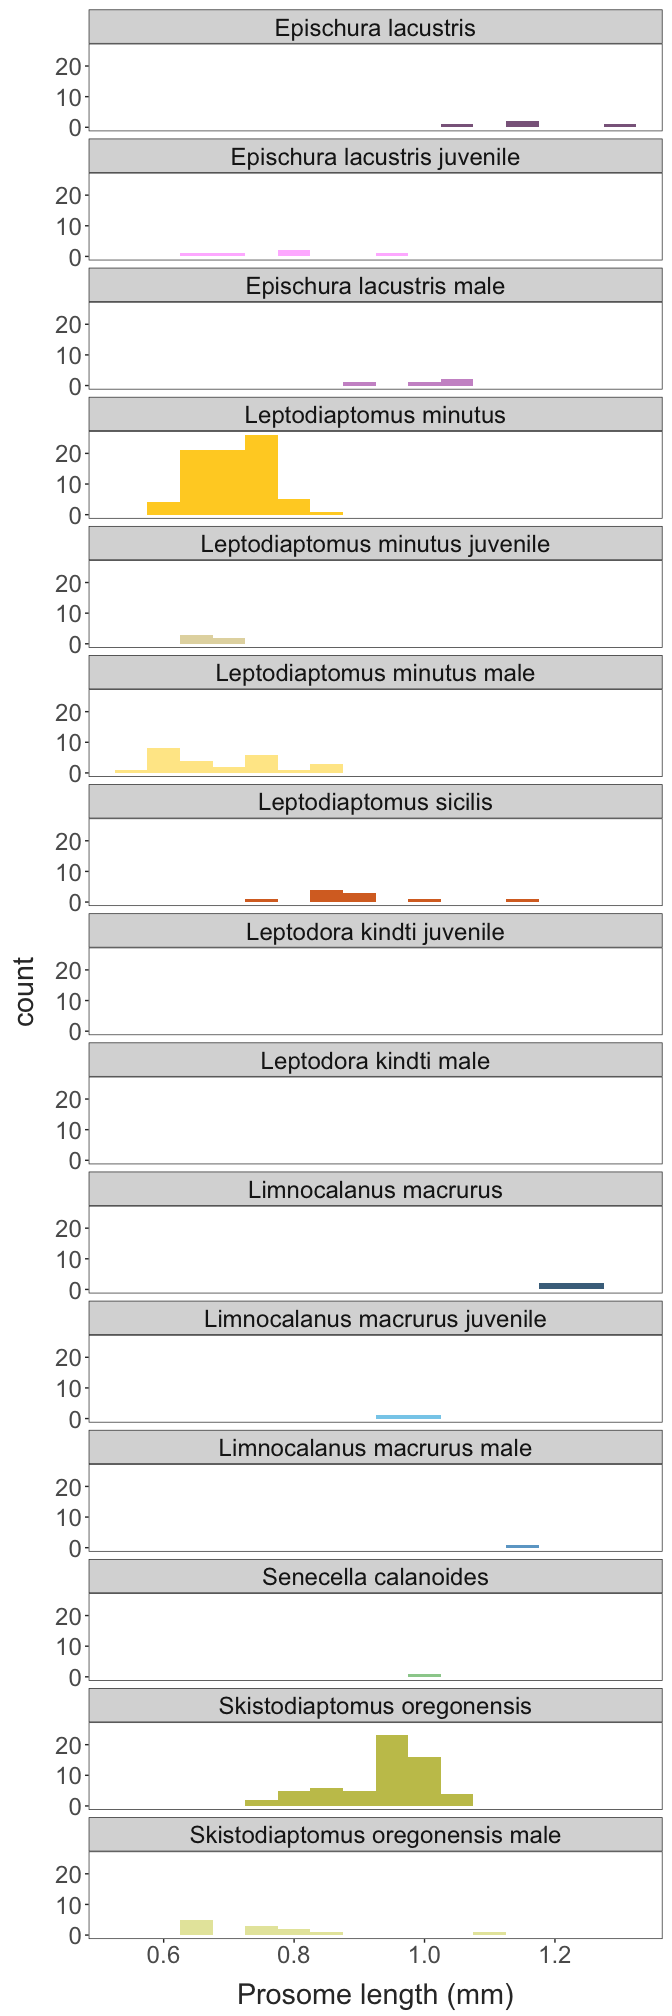 Epischura lacustris
20
10
0
Epischura lacustris juvenile
20
10
0
Epischura lacustris male
20
10
0
Leptodiaptomus minutus
20
10
0
Leptodiaptomus minutus juvenile
20
10
0
Leptodiaptomus minutus male
20
10
0
Leptodiaptomus sicilis
20
10
0
Leptodora kindti juvenile
20
10
0
count
Leptodora kindti male
20
10
0
Limnocalanus macrurus
20
10
0
Limnocalanus macrurus juvenile
20
10
0
Limnocalanus macrurus male
20
10
0
Senecella calanoides
20
10
0
Skistodiaptomus oregonensis
20
10
0
Skistodiaptomus oregonensis male
20
10
0
0.6 0.8 1.0 1.2
Prosome length (mm)